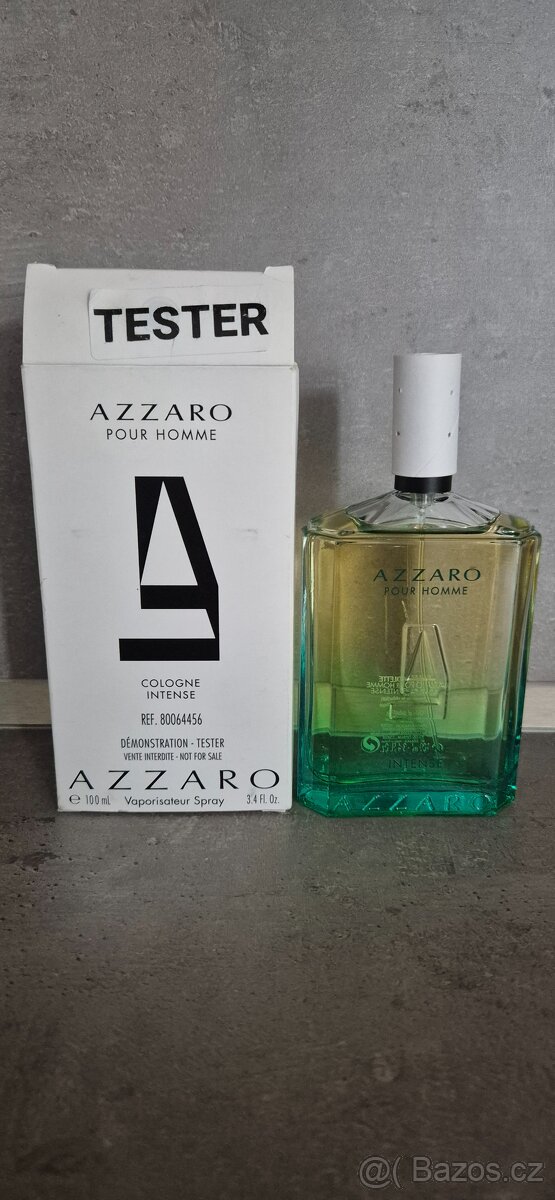 TESTER
AZZARO
POUR HOMME
COLOGNE
INTENSE
REF. 80064456
DÉMONSTRATION - TESTER
VENTE INTERDITE - NOT FOR SALE
AZZARO
℮ 100 mL Vaporisateur Spray 3.4 Fl. Oz.
AZZARO
POUR HOMME
INTENSE
AZZARO
@( Bazos.cz